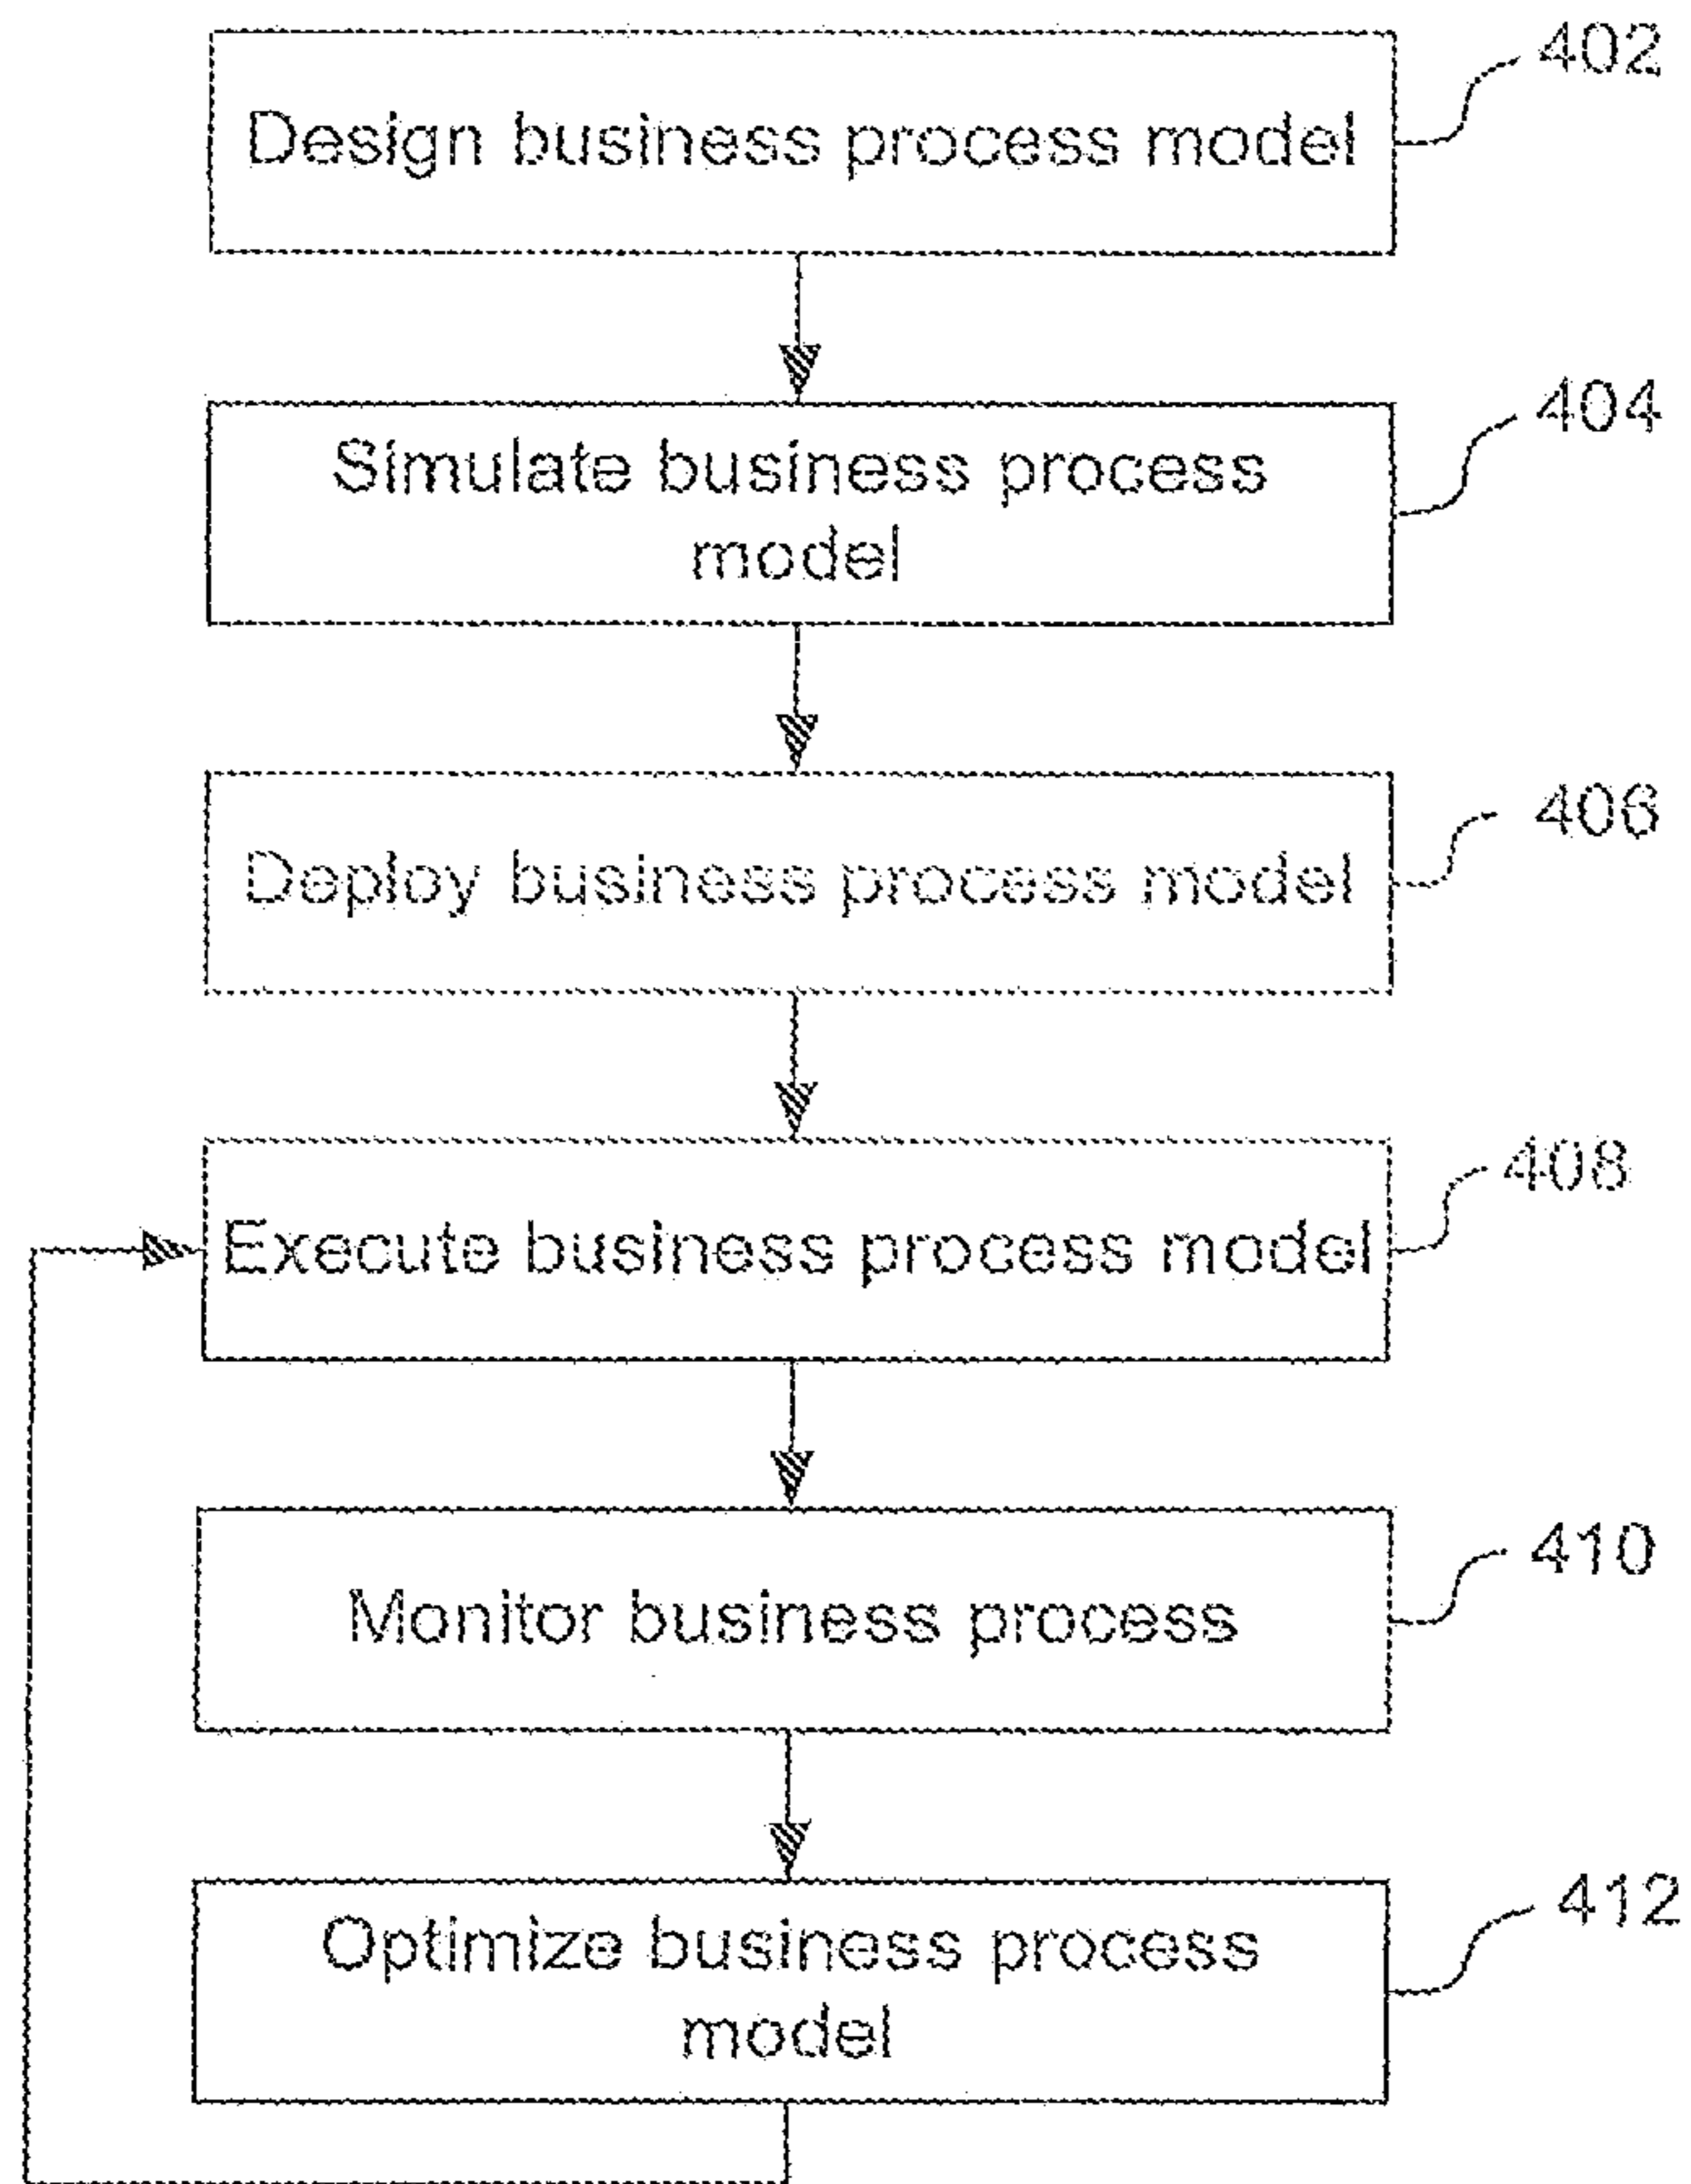 402
Design business process model
404
Simulate business process
model
406
Deploy business process model
408
Execute business process model
410
Monitor business process
412
Optimize business process
model